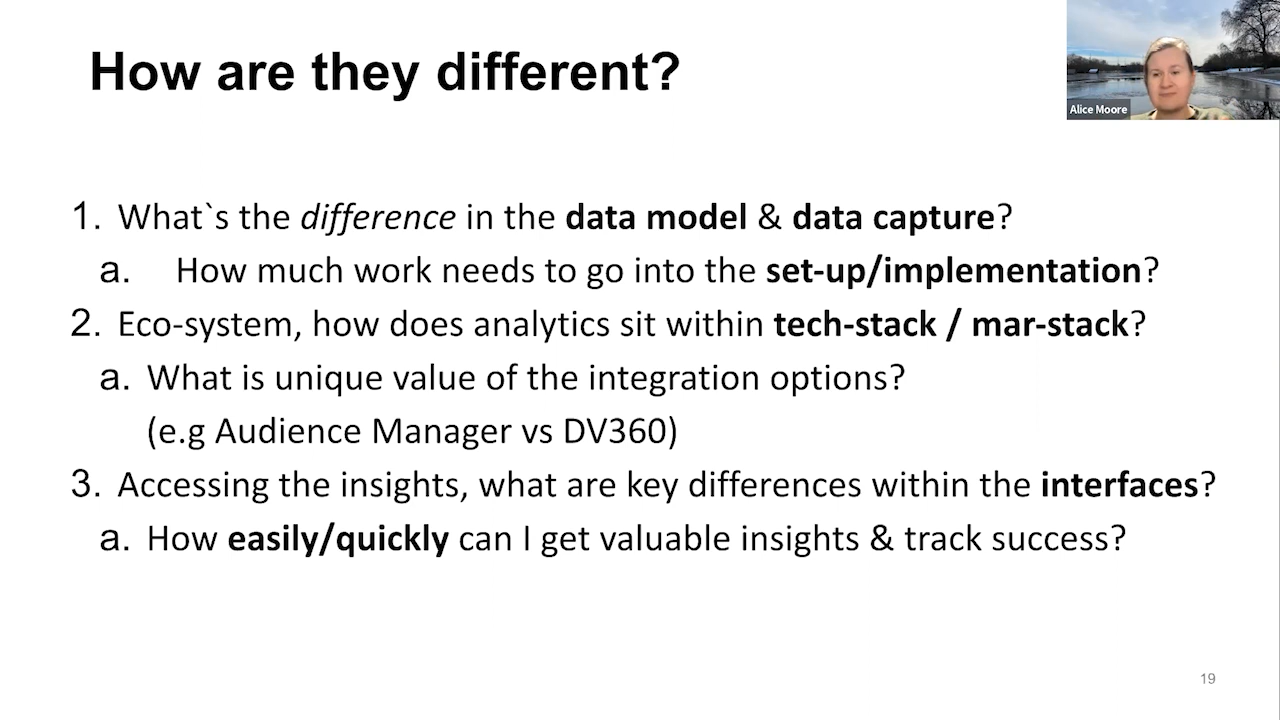 How are they different?
Alice Moore
1. What`s the difference in the data model & data capture?
a. How much work needs to go into the set-up/implementation?
2. Eco-system, how does analytics sit within tech-stack / mar-stack?
a. What is unique value of the integration options?
(e.g Audience Manager vs DV360)
3. Accessing the insights, what are key differences within the interfaces?
a. How easily/quickly can I get valuable insights & track success?
19